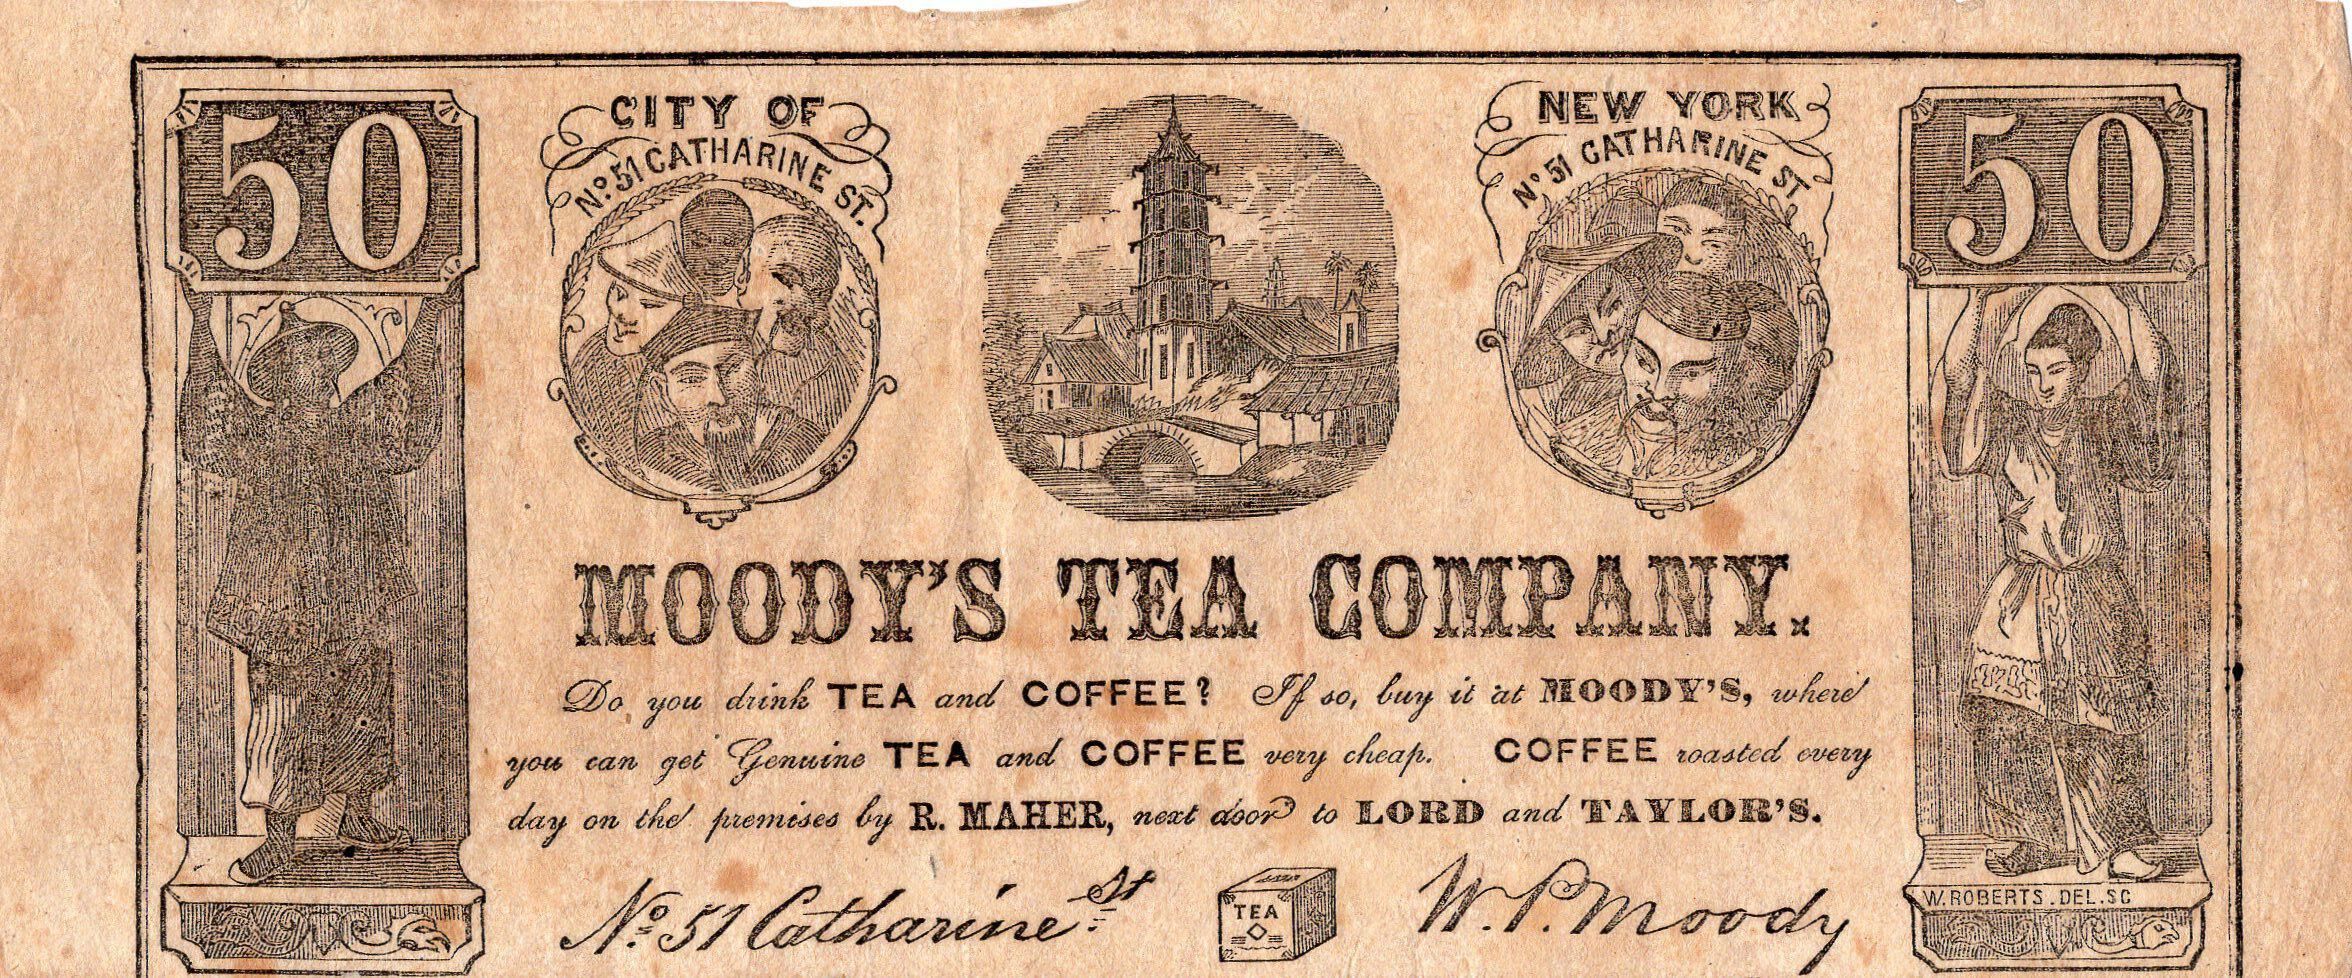 50
CITY OF
No. 51 CATHARINE ST.
NEW YORK
No 51 CATHARINE ST
50
MOODY'S TEA COMPANY.
Do you drink TEA and COFFEE? If so, buy it at MOODY'S, where
you can get Genuine TEA and COFFEE very cheap. COFFEE roasted every
day on the premises by R. MAHER, next door to LORD and TAYLOR'S.
No. 51 Catharine St
TEA
W. P. Moody
W. ROBERTS. DEL. SC